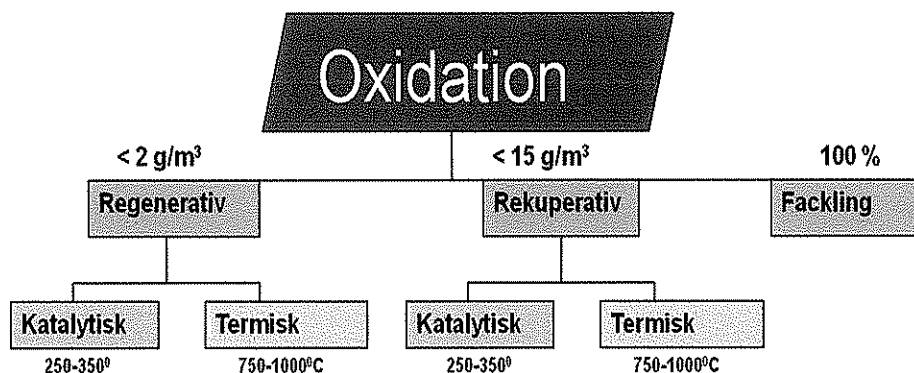 Oxidation
< 2 g/m³
< 15 g/m³
100 %
Regenerativ
Rekuperativ
Fackling
Katalytisk
Termisk
Katalytisk
Termisk
250-350⁰
750-1000⁰C
250-350⁰
750-1000⁰C